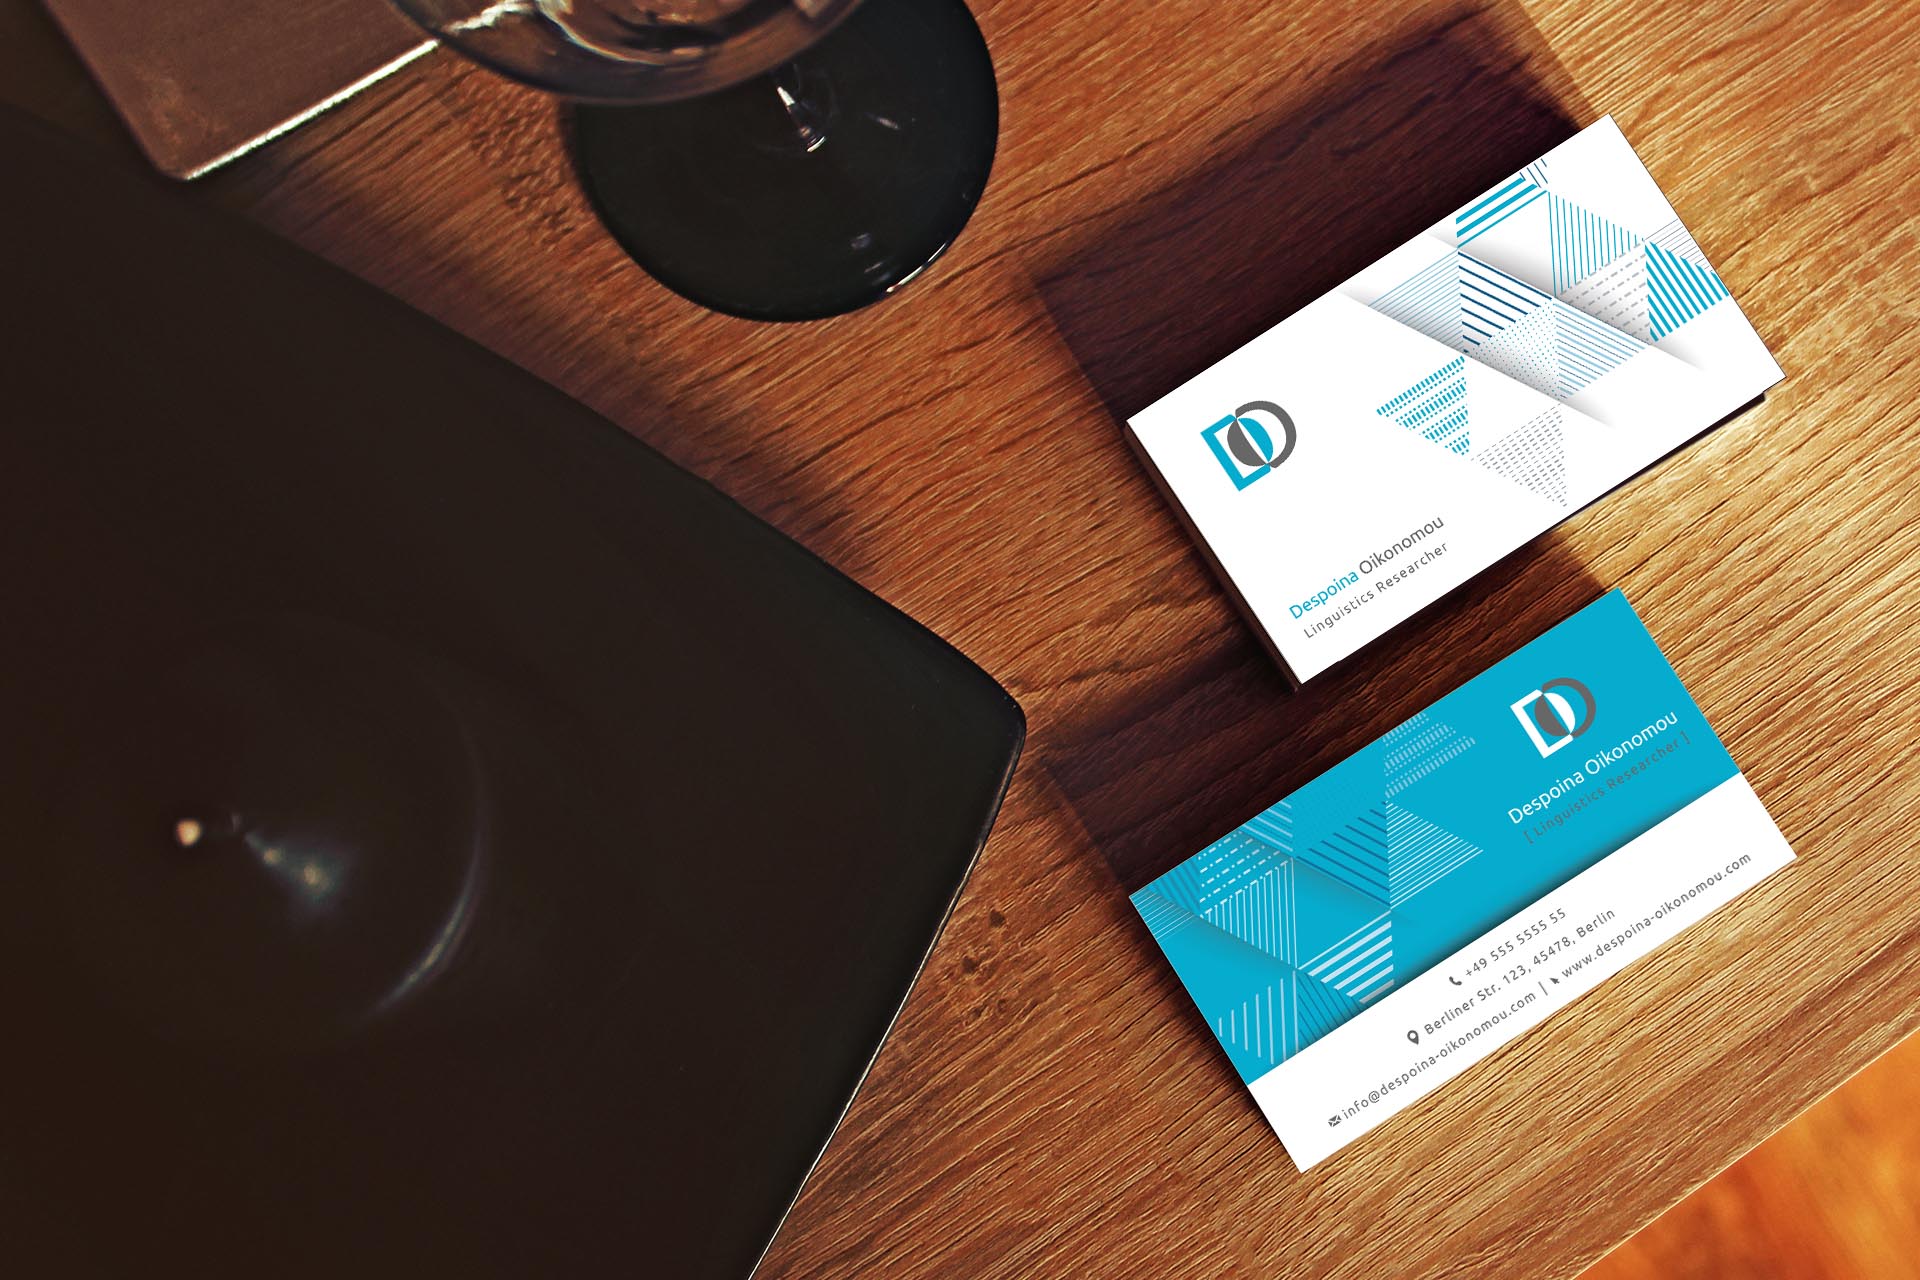 Despoina Oikonomou
Linguistics Researcher
Despoina Oikonomou
[ Linguistics Researcher ]
+49 555 5555 55
Berliner Str. 123, 45478, Berlin
info@despoina-oikonomou.com | www.despoina-oikonomou.com